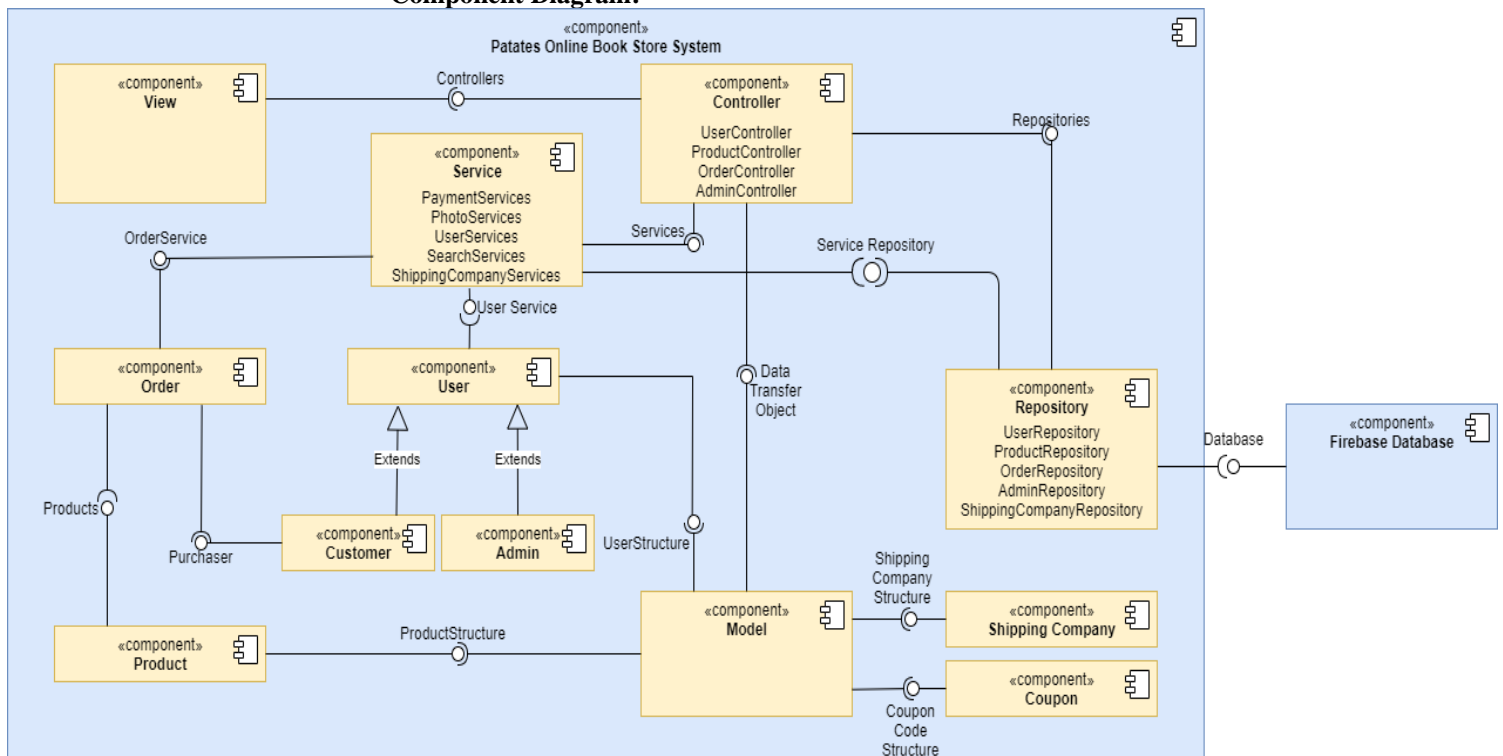 Component Diagram:
«component»
Patates Online Book Store System
«component»
View
Controllers
«component»
Controller
UserController
ProductController
OrderController
AdminController
Repositories
«component»
Service
PaymentServices
PhotoServices
UserServices
SearchServices
ShippingCompanyServices
OrderService
Services
Service Repository
User Service
«component»
Order
«component»
User
Data
Transfer
Object
«component»
Repository
UserRepository
ProductRepository
OrderRepository
AdminRepository
ShippingCompanyRepository
Database
«component»
Firebase Database
Extends
Extends
Products
Purchaser
«component»
Customer
«component»
Admin
UserStructure
Shipping
Company
Structure
«component»
Product
ProductStructure
«component»
Model
«component»
Shipping Company
«component»
Coupon
Coupon
Code
Structure